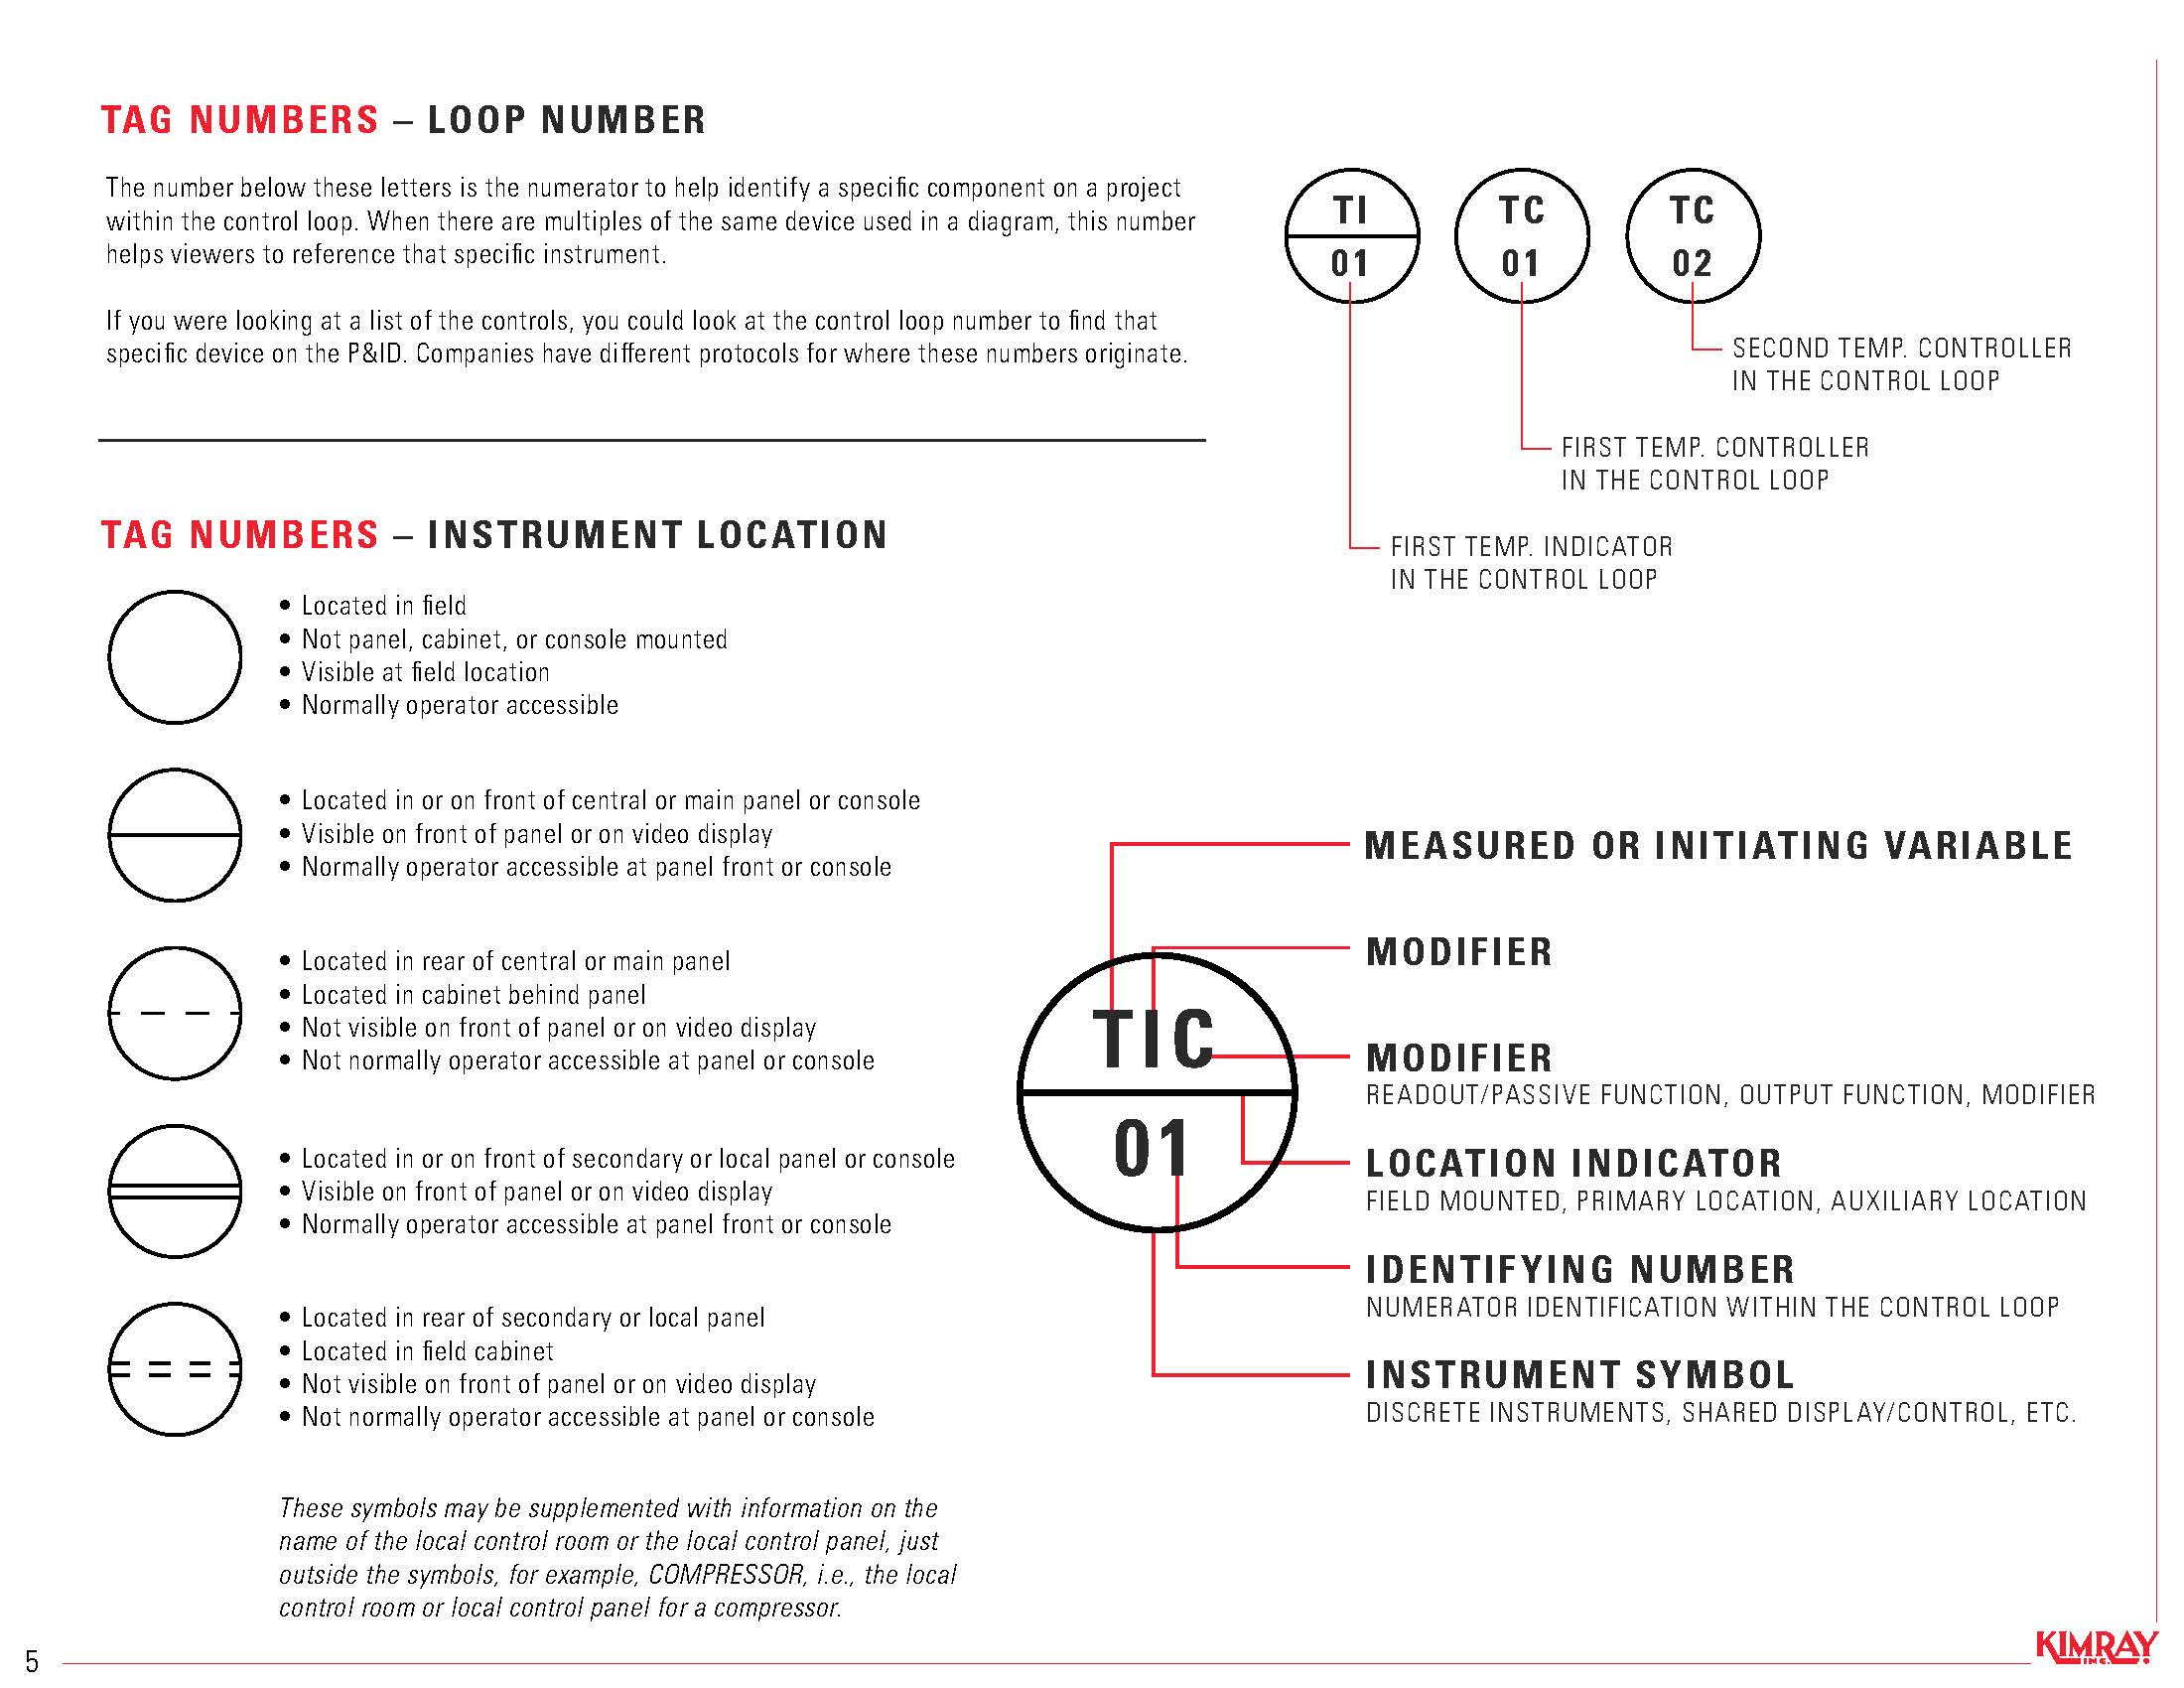 TAG NUMBERS – LOOP NUMBER
The number below these letters is the numerator to help identify a specific component on a project
within the control loop. When there are multiples of the same device used in a diagram, this number
helps viewers to reference that specific instrument.
If you were looking at a list of the controls, you could look at the control loop number to find that
specific device on the P&ID. Companies have different protocols for where these numbers originate.
TI
01
TC
01
TC
02
SECOND TEMP. CONTROLLER
IN THE CONTROL LOOP
FIRST TEMP. CONTROLLER
IN THE CONTROL LOOP
FIRST TEMP. INDICATOR
IN THE CONTROL LOOP
TAG NUMBERS – INSTRUMENT LOCATION
• Located in field
• Not panel, cabinet, or console mounted
• Visible at field location
• Normally operator accessible
• Located in or on front of central or main panel or console
• Visible on front of panel or on video display
• Normally operator accessible at panel front or console
• Located in rear of central or main panel
• Located in cabinet behind panel
• Not visible on front of panel or on video display
• Not normally operator accessible at panel or console
• Located in or on front of secondary or local panel or console
• Visible on front of panel or on video display
• Normally operator accessible at panel front or console
• Located in rear of secondary or local panel
• Located in field cabinet
• Not visible on front of panel or on video display
• Not normally operator accessible at panel or console
These symbols may be supplemented with information on the
name of the local control room or the local control panel, just
outside the symbols, for example, COMPRESSOR, i.e., the local
control room or local control panel for a compressor.
TIC
01
MEASURED OR INITIATING VARIABLE
MODIFIER
MODIFIER
READOUT/PASSIVE FUNCTION, OUTPUT FUNCTION, MODIFIER
LOCATION INDICATOR
FIELD MOUNTED, PRIMARY LOCATION, AUXILIARY LOCATION
IDENTIFYING NUMBER
NUMERATOR IDENTIFICATION WITHIN THE CONTROL LOOP
INSTRUMENT SYMBOL
DISCRETE INSTRUMENTS, SHARED DISPLAY/CONTROL, ETC.
5
KIMRAY
INC.